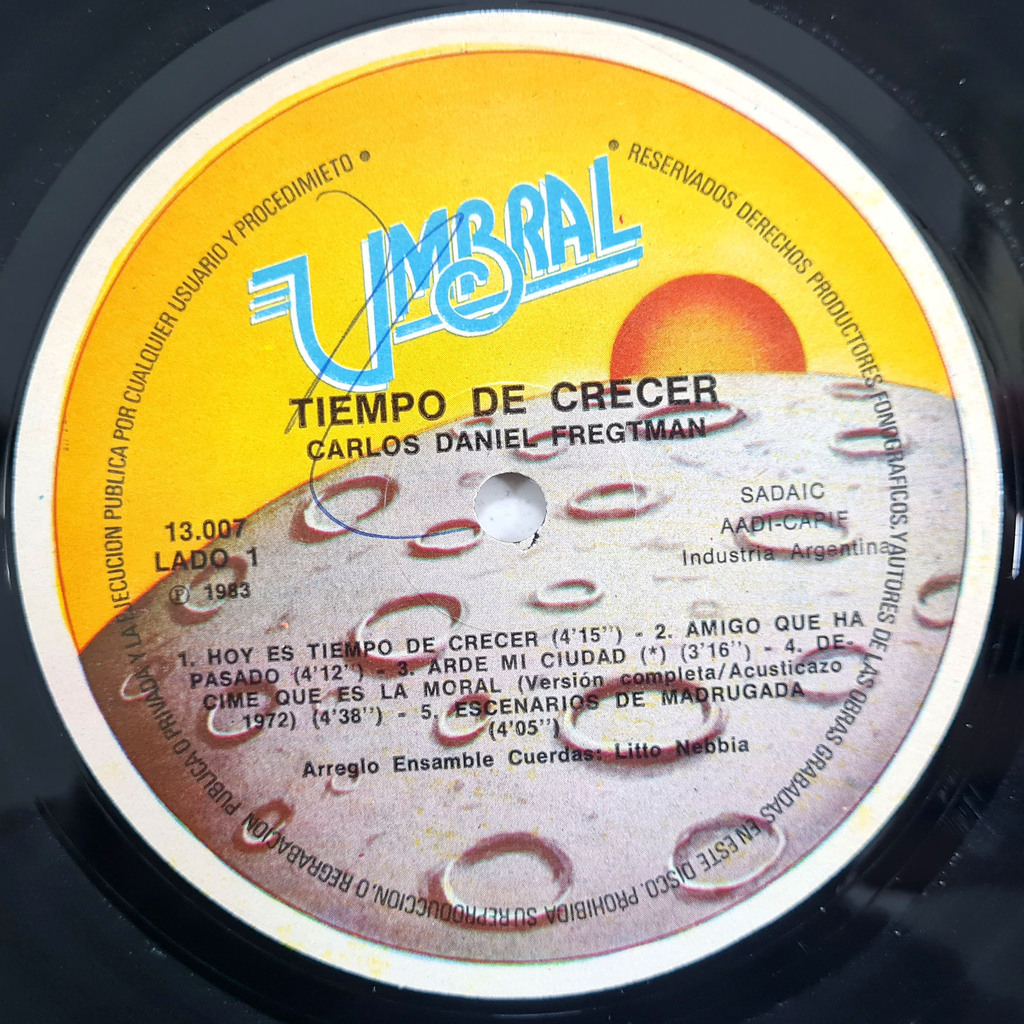 UMBRAL
TIEMPO DE CRECER
CARLOS DANIEL FREGTMAN
13.007
LADO 1
Ⓟ 1983
SADAIC
AADI-CAPIF
Industria Argentina
1. HOY ES TIEMPO DE CRECER (4'15'') - 2. AMIGO QUE HA
PASADO (4'12'') - 3. ARDE MI CIUDAD (*) (3'16'') - 4. DE-
CIME QUE ES LA MORAL (Versión completa/Acusticazo
1972) (4'38'') - 5. ESCENARIOS DE MADRUGADA
(4'05'')
Arreglo Ensamble Cuerdas: Litto Nebbia
• RESERVADOS DERECHOS PRODUCTORES FONOGRAFICOS, Y AUTORES DE LAS OBRAS GRABADAS EN ESTE DISCO. PROHIBIDA SU REPRODUCCION, O REGRABACION PUBLICA O PRIVADA Y LA EJECUCION PUBLICA POR CUALQUIER USUARIO Y PROCEDIMIETO •